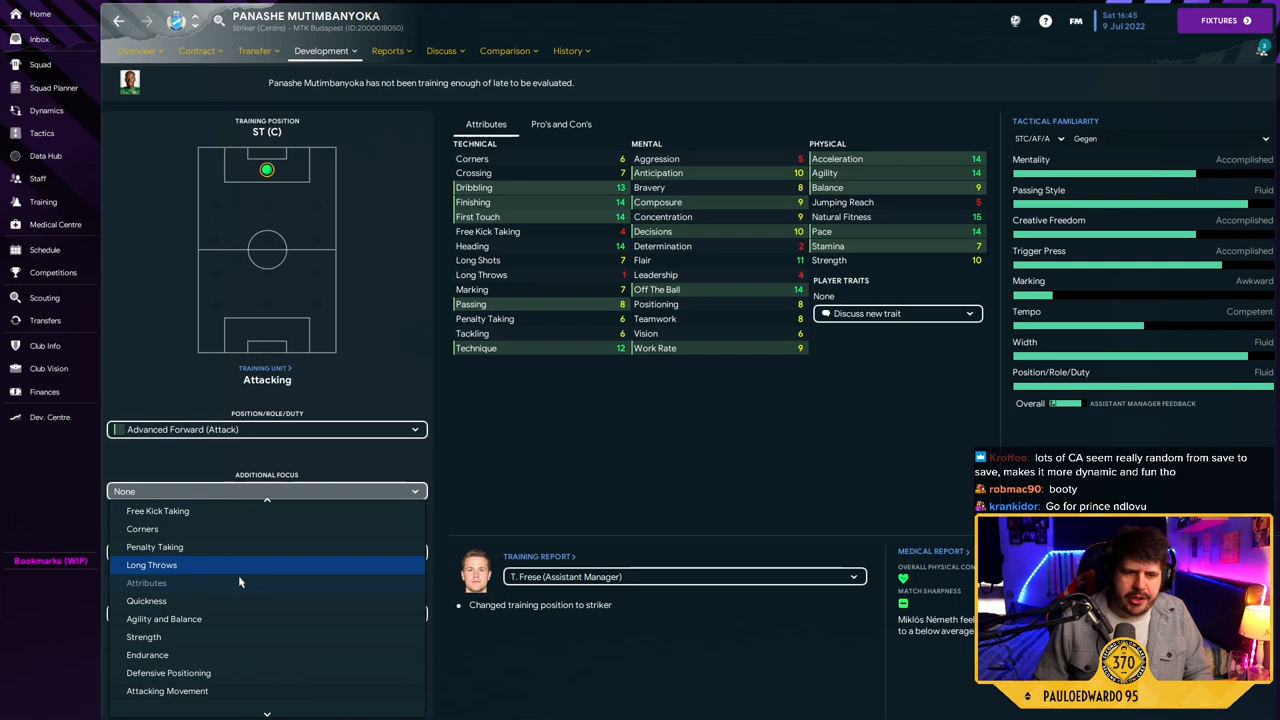 Home
Inbox
Squad
Squad Planner
Dynamics
Tactics
Data Hub
Staff
Training
Medical Centre
Schedule
Competitions
Scouting
Transfers
Club Info
Club Vision
Finances
Dev. Centre
Bookmarks (WIP)
PANASHE MUTIMBANYOKA
Striker (Centre) - MTK Budapest (ID:2000018050)
FM
Sat 16:45
9 Jul 2022
FIXTURES
Overview
Contract
Transfer
Development
Reports
Discuss
Comparison
History
3
Panashe Mutimbanyoka has not been training enough of late to be evaluated.
TRAINING POSITION
ST (C)
TRAINING UNIT
Attacking
POSITION/ROLE/DUTY
Advanced Forward (Attack)
ADDITIONAL FOCUS
None
Free Kick Taking
Corners
Penalty Taking
Long Throws
Attributes
Quickness
Agility and Balance
Strength
Endurance
Defensive Positioning
Attacking Movement
Attributes
Pro's and Con's
TECHNICAL
Corners 6
Crossing 7
Dribbling 13
Finishing 14
First Touch 14
Free Kick Taking 4
Heading 14
Long Shots 7
Long Throws 1
Marking 7
Passing 8
Penalty Taking 6
Tackling 6
Technique 12
MENTAL
Aggression 5
Anticipation 10
Bravery 8
Composure 9
Concentration 9
Decisions 10
Determination 2
Flair 11
Leadership 4
Off The Ball 14
Positioning 8
Teamwork 8
Vision 6
Work Rate 9
PHYSICAL
Acceleration 14
Agility 14
Balance 9
Jumping Reach 5
Natural Fitness 15
Pace 14
Stamina 7
Strength 10
PLAYER TRAITS
None
Discuss new trait
TACTICAL FAMILIARITY
STC/AF/A
Gegen
Mentality Accomplished
Passing Style Fluid
Creative Freedom Accomplished
Trigger Press Accomplished
Marking Awkward
Tempo Competent
Width Fluid
Position/Role/Duty Fluid
Overall ASSISTANT MANAGER FEEDBACK
TRAINING REPORT
T. Frese (Assistant Manager)
Changed training position to striker
MEDICAL REPORT
OVERALL PHYSICAL CON
MATCH SHARPNESS
Miklós Németh feel
to a below average
Kroffoo: lots of CA seem really random from save to
save, makes it more dynamic and fun tho
robmac90: booty
krankidor: Go for prince ndlovu
370
PAULOEDWARDO 95